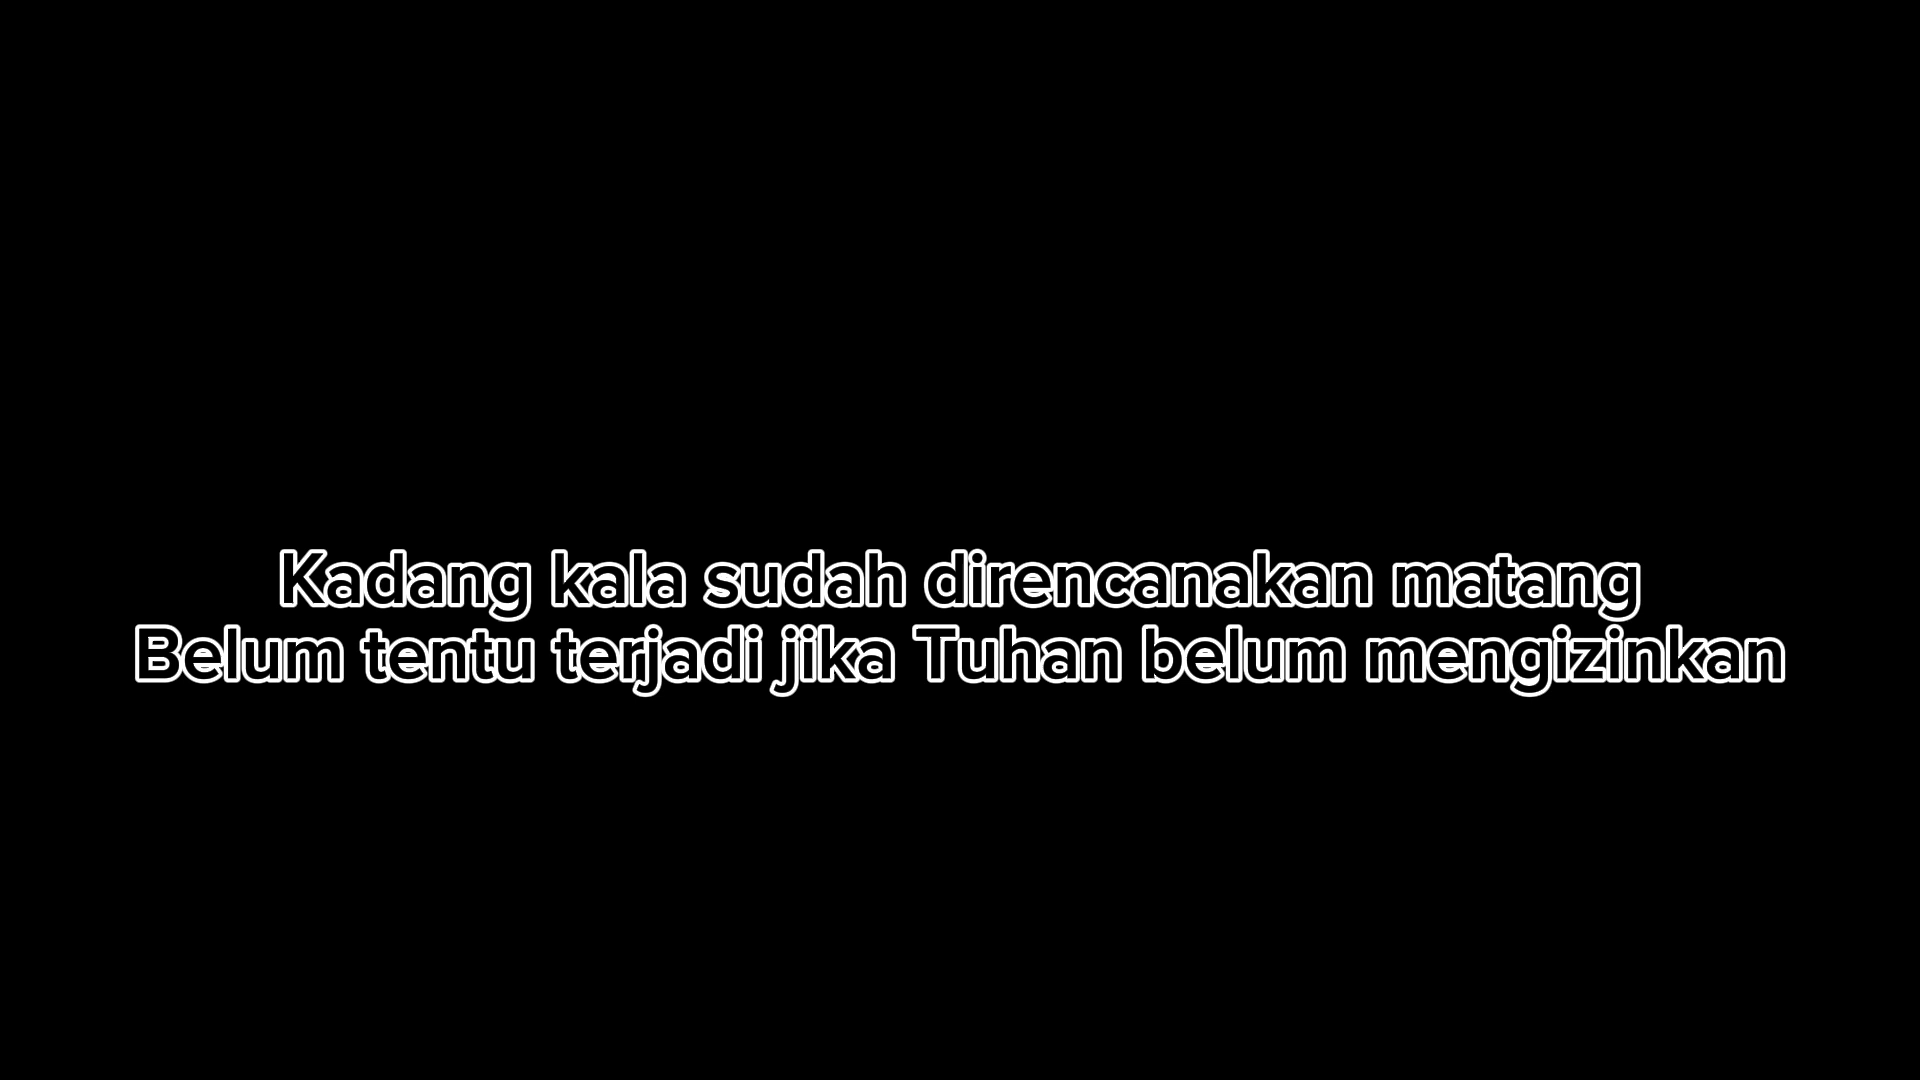 Kadang kala sudah direncanakan matang
Belum tentu terjadi jika Tuhan belum mengizinkan